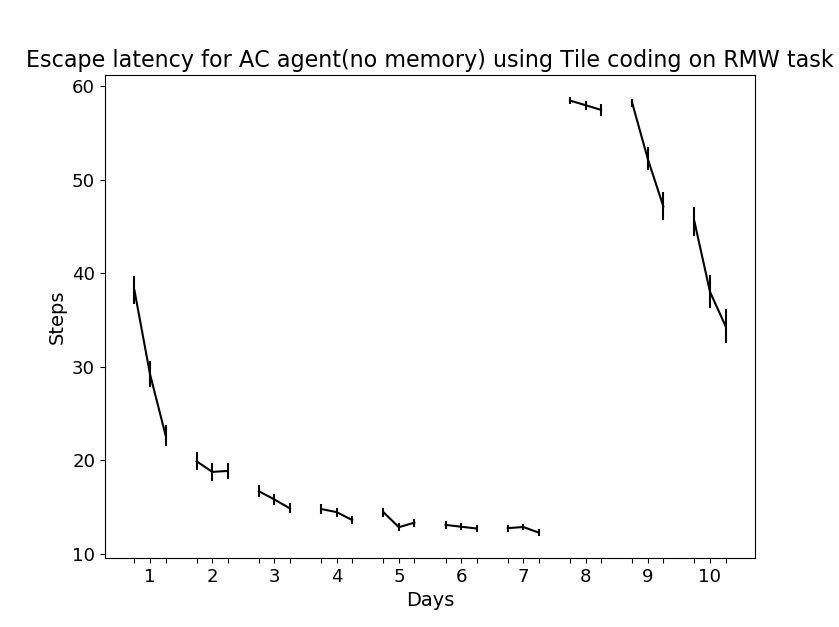 Escape latency for AC agent(no memory) using Tile coding on RMW task
60
50
40
30
20
10
Steps
1 2 3 4 5 6 7 8 9 10
Days